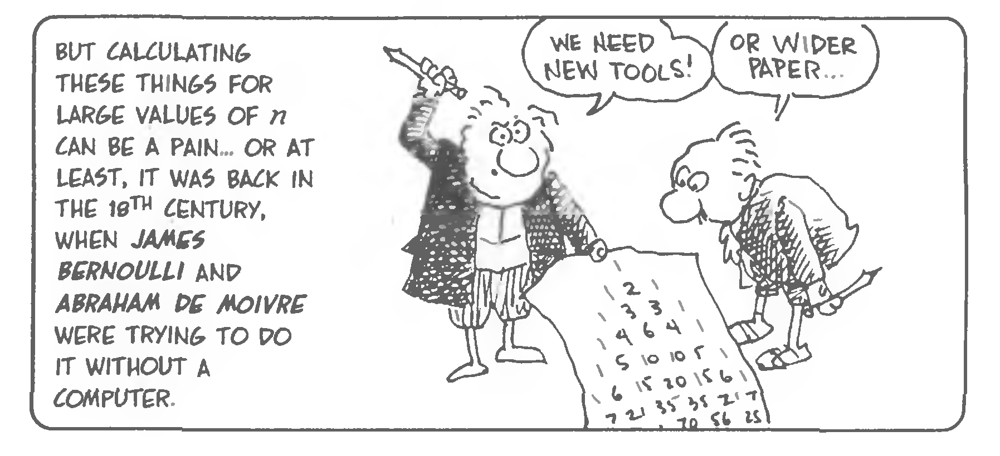 BUT CALCULATING
THESE THINGS FOR
LARGE VALUES OF n
CAN BE A PAIN... OR AT
LEAST, IT WAS BACK IN
THE 18TH CENTURY,
WHEN JAMES
BERNOULLI AND
ABRAHAM DE MOIVRE
WERE TRYING TO DO
IT WITHOUT A
COMPUTER.
WE NEED
NEW TOOLS!
OR WIDER
PAPER...
1
1 2 1
1 3 3 1
1 4 6 4 1
1 5 10 10 5 1
1 6 15 20 15 6 1
1 7 21 35 35 21 7
70 56 25